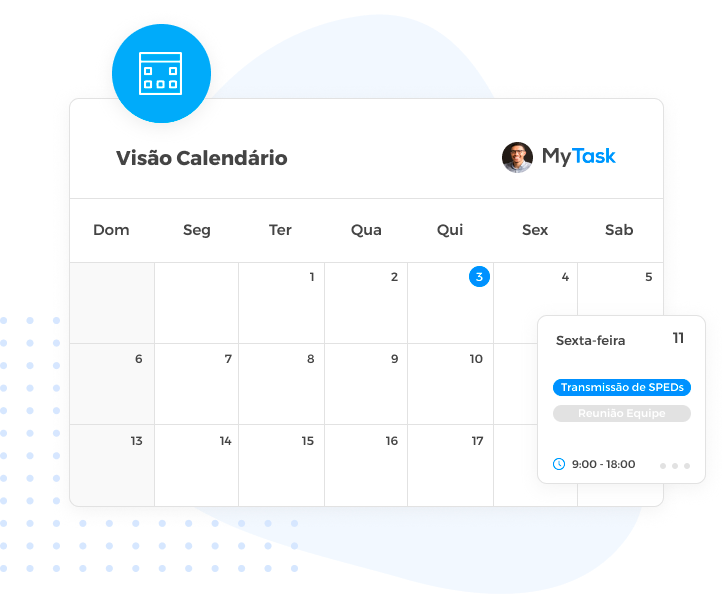 Visão Calendário
MyTask
Dom Seg Ter Qua Qui Sex Sab
1 2 3 4 5
6 7 8 9 10
13 14 15 16 17
Sexta-feira 11
Transmissão de SPEDs
Reunião Equipe
9:00 - 18:00